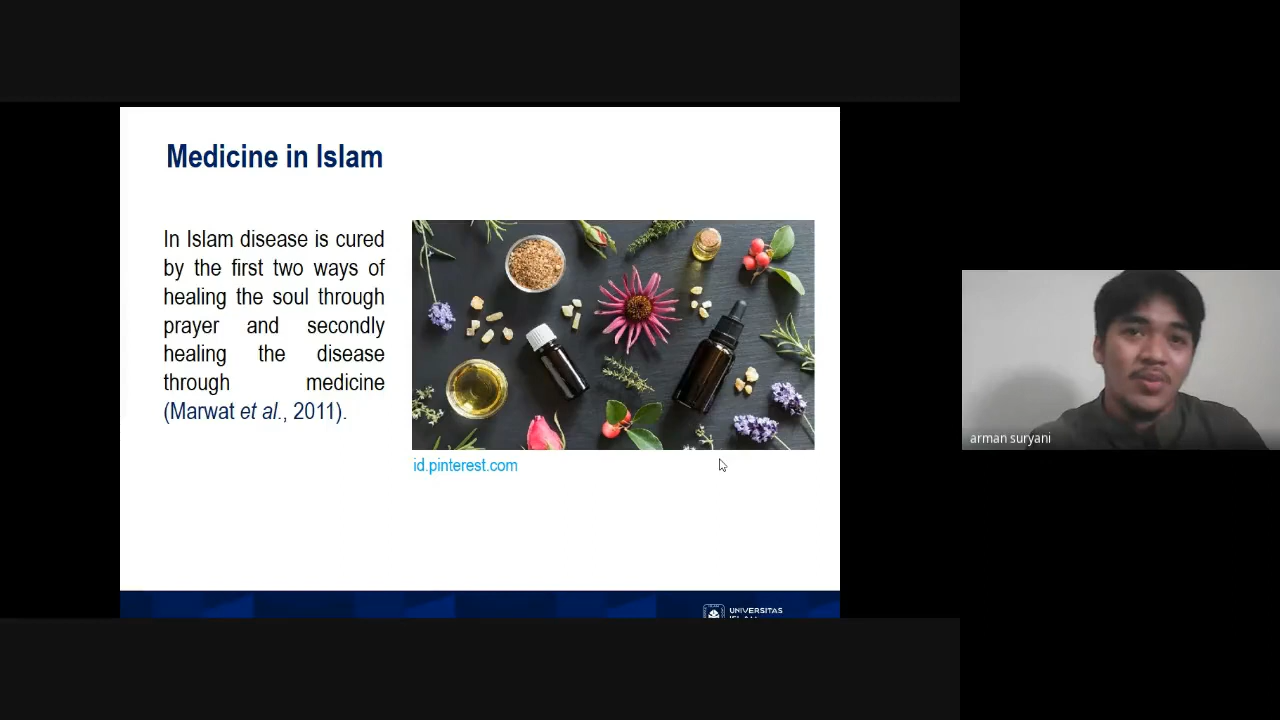 Medicine in Islam
In Islam disease is cured
by the first two ways of
healing the soul through
prayer and secondly
healing the disease
through medicine
(Marwat et al., 2011).
id.pinterest.com
UNIVERSITAS
arman suryani